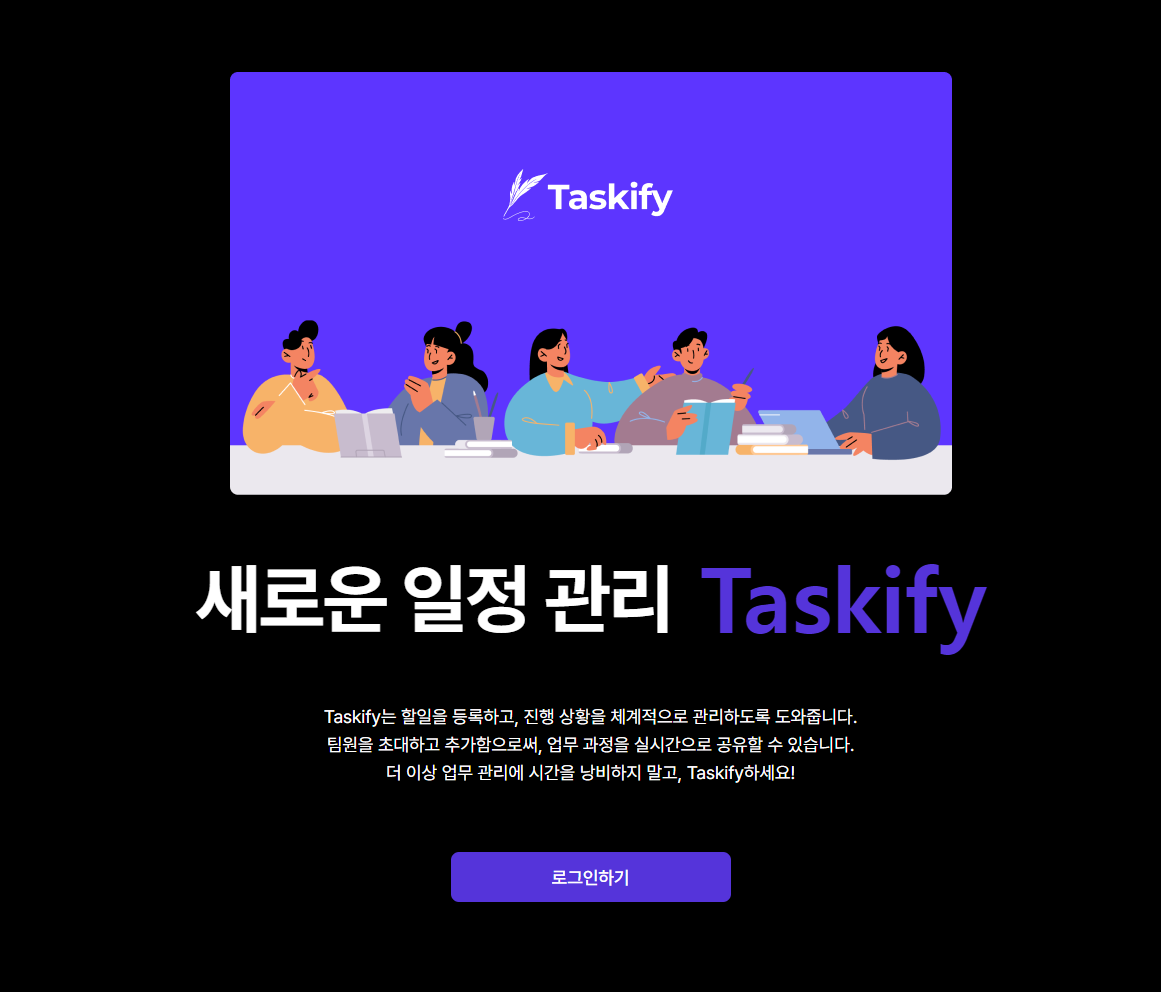 Taskify
새로운 일정 관리 Taskify
Taskify는 할일을 등록하고, 진행 상황을 체계적으로 관리하도록 도와줍니다.
팀원을 초대하고 추가함으로써, 업무 과정을 실시간으로 공유할 수 있습니다.
더 이상 업무 관리에 시간을 낭비하지 말고, Taskify하세요!
로그인하기